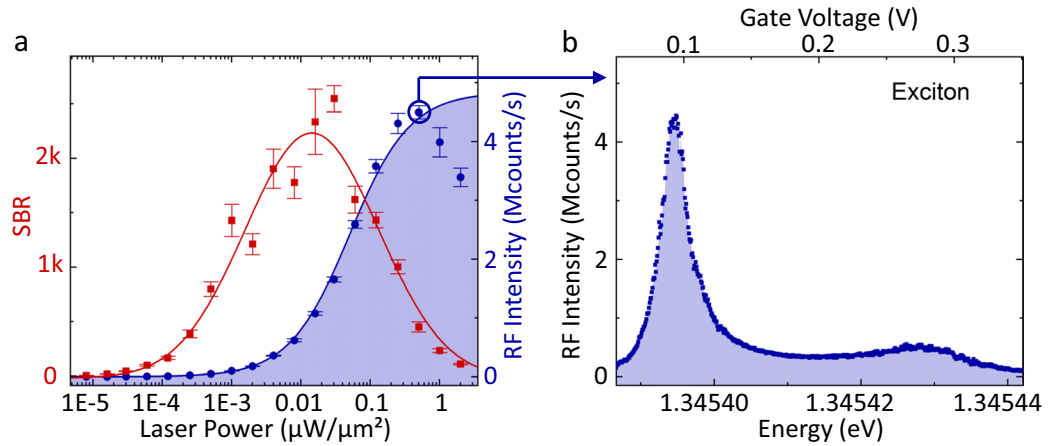 a
SBR
2k
1k
0
1E-5 1E-4 1E-3 0.01 0.1 1
Laser Power (µW/µm²)
RF Intensity (Mcounts/s)
4
2
0
b
Gate Voltage (V)
0.1 0.2 0.3
Exciton
RF Intensity (Mcounts/s)
4
2
0
1.34540 1.34542 1.34544
Energy (eV)